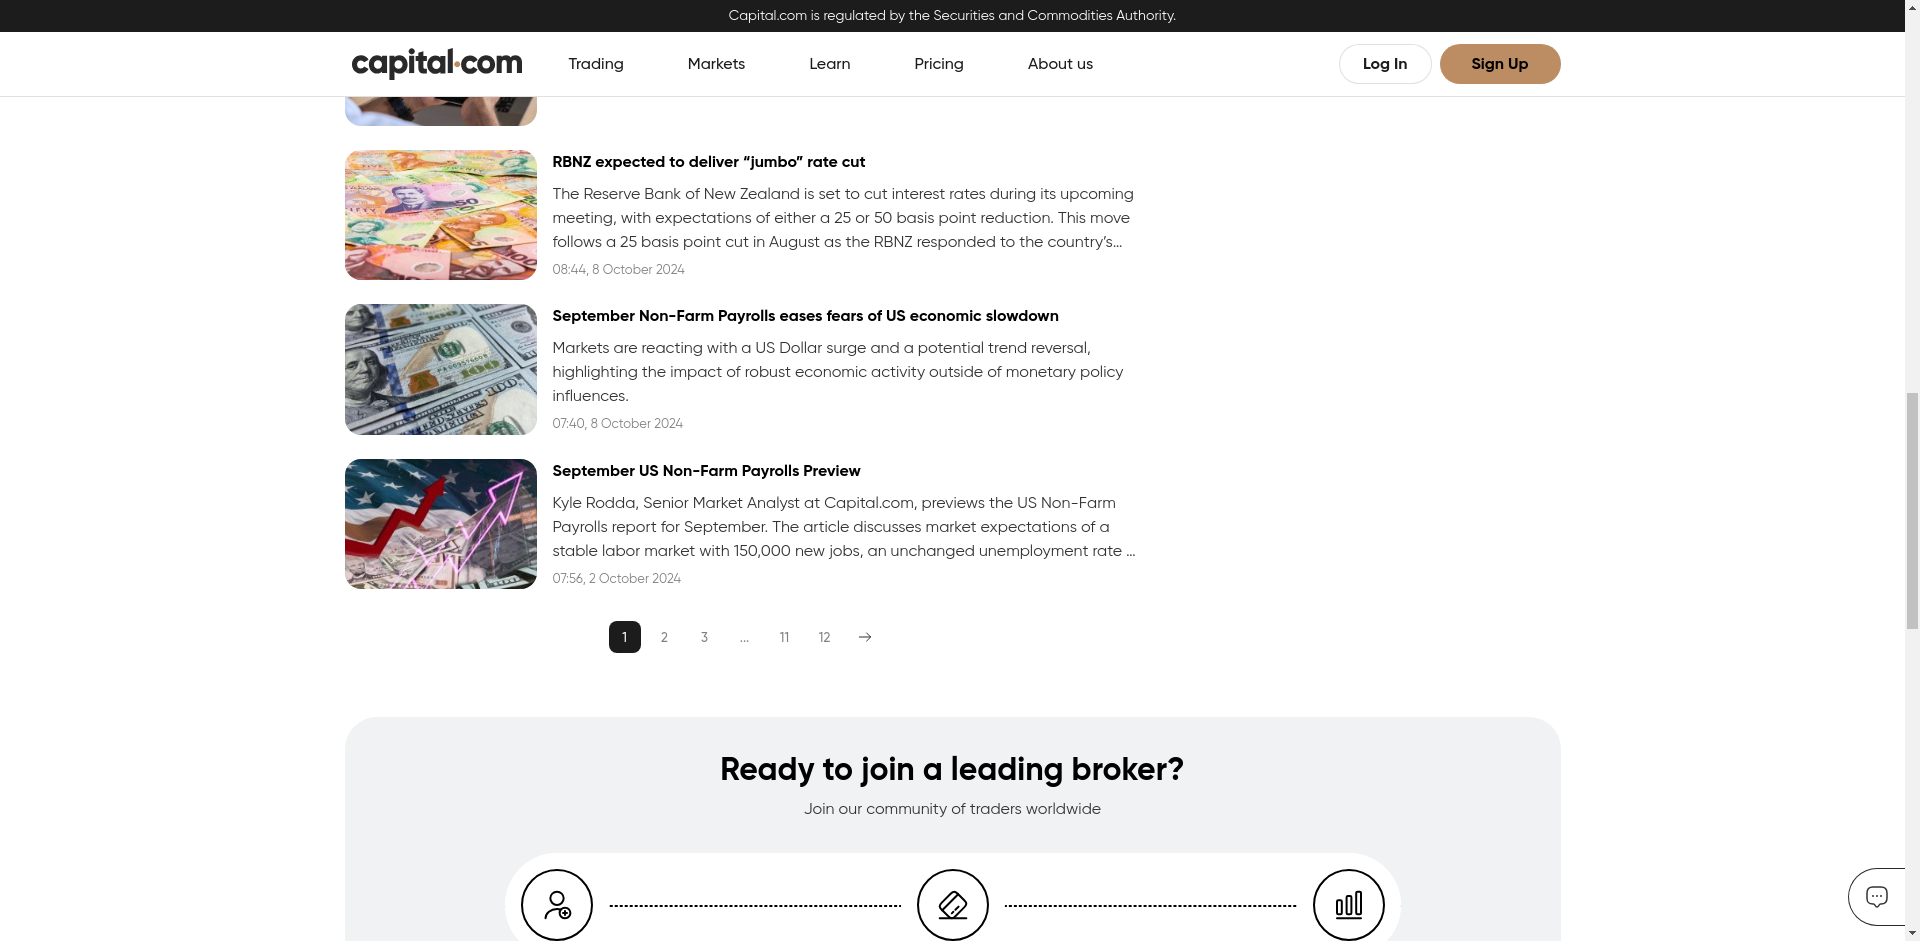 Capital.com is regulated by the Securities and Commodities Authority.
capital.com
Trading
Markets
Learn
Pricing
About us
Log In
Sign Up
RBNZ expected to deliver “jumbo” rate cut
The Reserve Bank of New Zealand is set to cut interest rates during its upcoming
meeting, with expectations of either a 25 or 50 basis point reduction. This move
follows a 25 basis point cut in August as the RBNZ responded to the country’s...
08:44, 8 October 2024
September Non-Farm Payrolls eases fears of US economic slowdown
Markets are reacting with a US Dollar surge and a potential trend reversal,
highlighting the impact of robust economic activity outside of monetary policy
influences.
07:40, 8 October 2024
September US Non-Farm Payrolls Preview
Kyle Rodda, Senior Market Analyst at Capital.com, previews the US Non-Farm
Payrolls report for September. The article discusses market expectations of a
stable labor market with 150,000 new jobs, an unchanged unemployment rate ...
07:56, 2 October 2024
1 2 3 ... 11 12
Ready to join a leading broker?
Join our community of traders worldwide